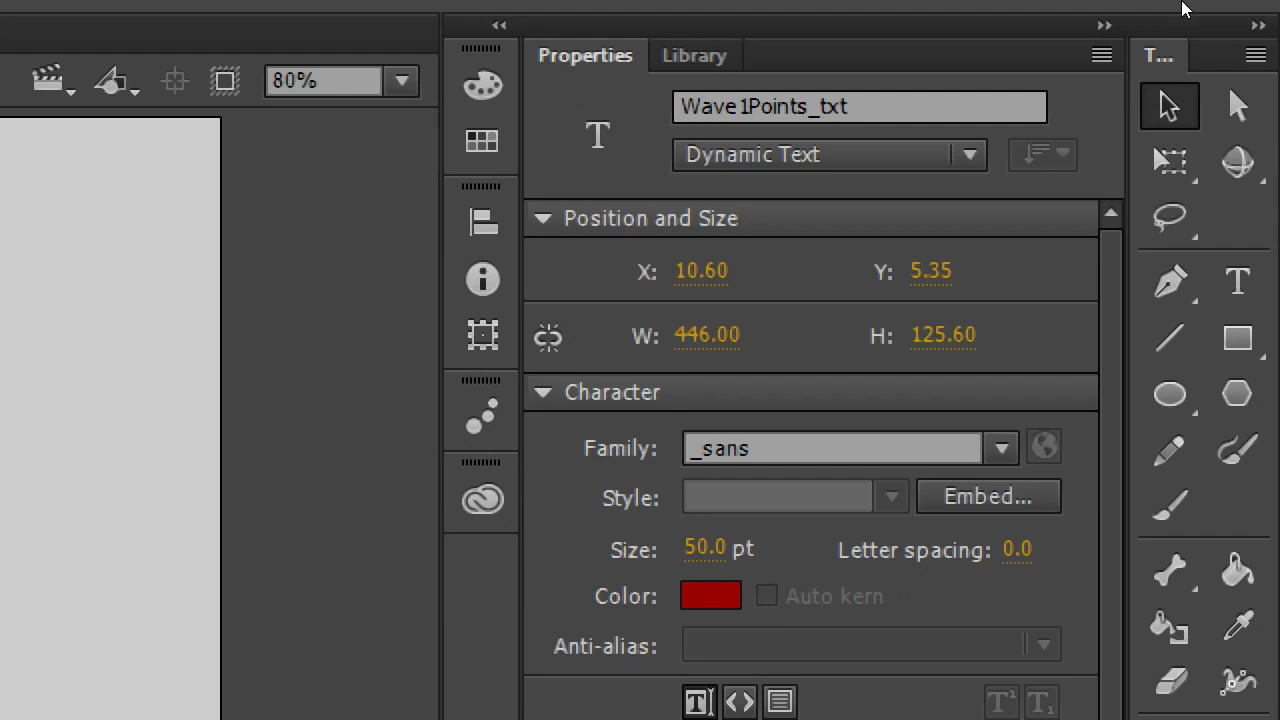 Properties Library T...
80%
Wave1Points_txt
Dynamic Text
Position and Size
X: 10.60 Y: 5.35
W: 446.00 H: 125.60
Character
Family: _sans
Style: Embed...
Size: 50.0 pt Letter spacing: 0.0
Color: Auto kern
Anti-alias: